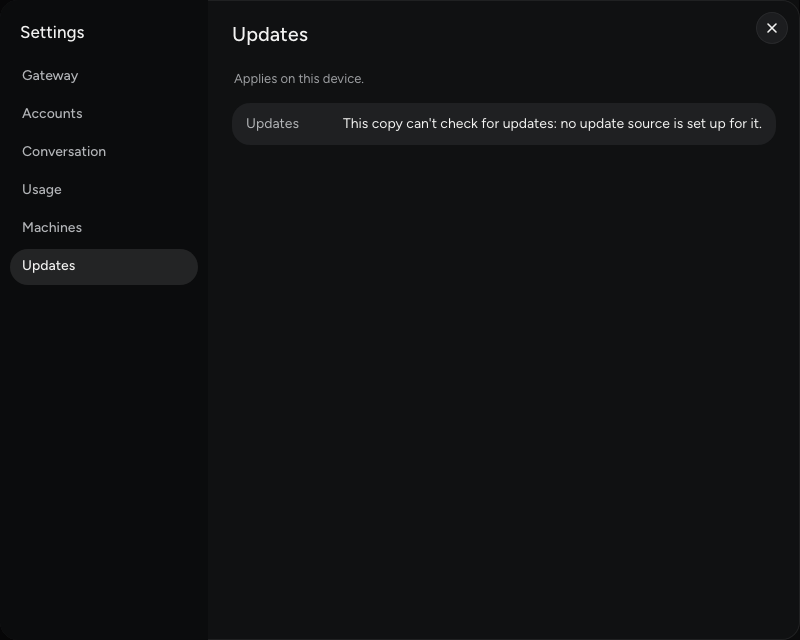 Settings
Gateway
Accounts
Conversation
Usage
Machines
Updates
Updates
Applies on this device.
Updates This copy can't check for updates: no update source is set up for it.